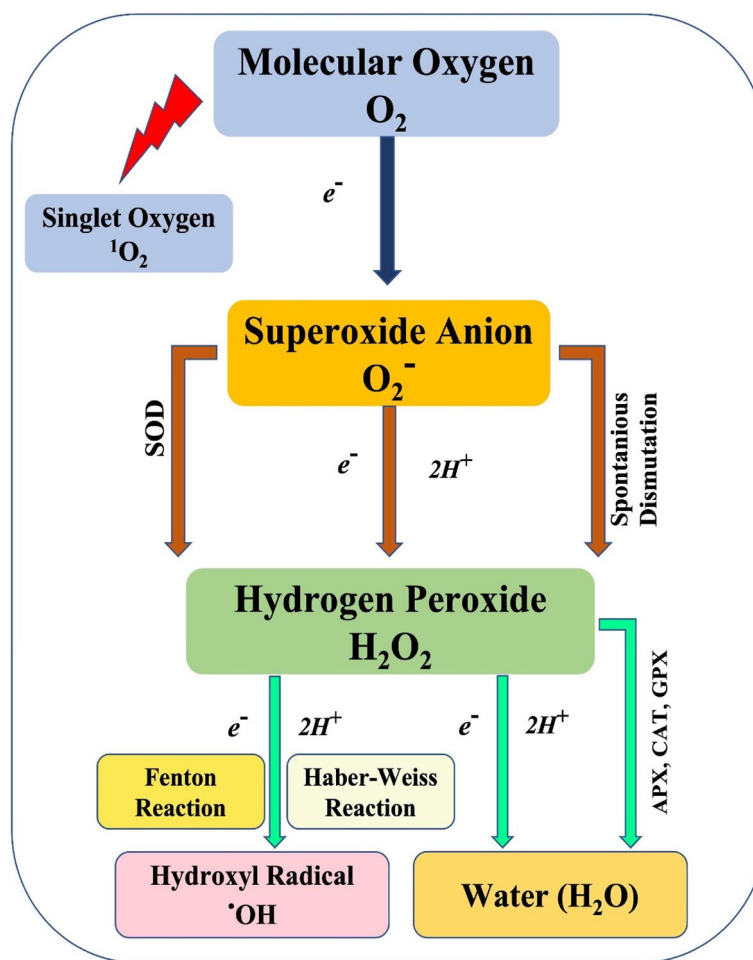 Molecular Oxygen
O₂
e⁻
Singlet Oxygen
¹O₂
Superoxide Anion
O₂⁻
SOD
e⁻
2H⁺
Spontanious
Dismutation
Hydrogen Peroxide
H₂O₂
e⁻
2H⁺
e⁻
2H⁺
APX, CAT, GPX
Fenton
Reaction
Haber-Weiss
Reaction
Hydroxyl Radical
•OH
Water (H₂O)